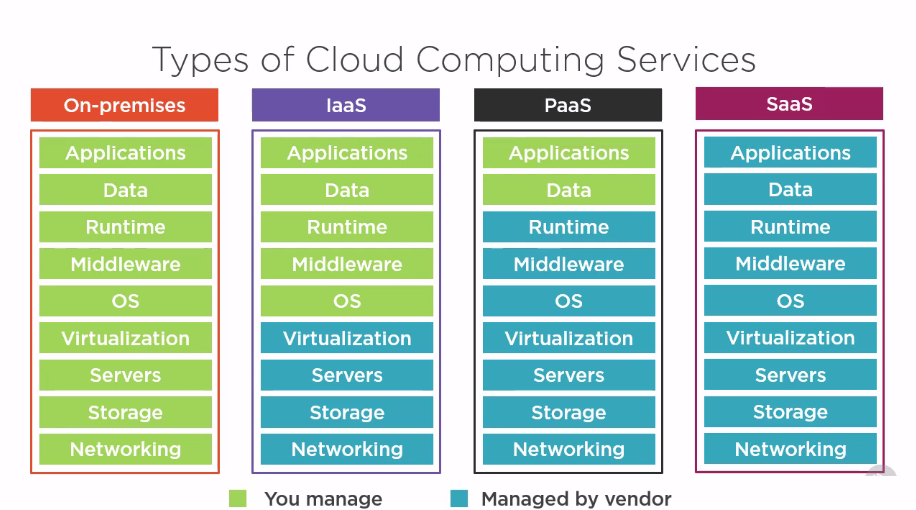 Types of Cloud Computing Services
On-premises
IaaS
PaaS
SaaS
Applications
Applications
Applications
Applications
Data
Data
Data
Data
Runtime
Runtime
Runtime
Runtime
Middleware
Middleware
Middleware
Middleware
OS
OS
OS
OS
Virtualization
Virtualization
Virtualization
Virtualization
Servers
Servers
Servers
Servers
Storage
Storage
Storage
Storage
Networking
Networking
Networking
Networking
You manage
Managed by vendor